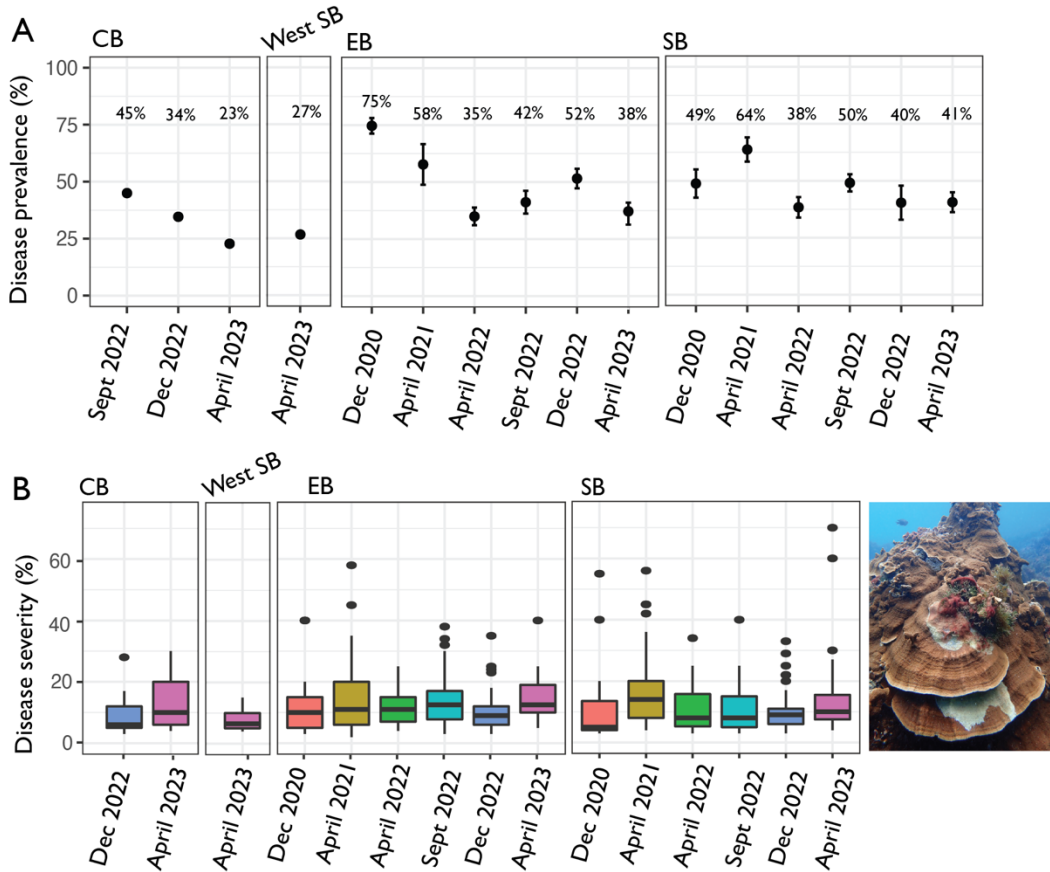 A
CB
West SB
EB
SB
Disease prevalence (%)
100
75
50
25
0
45%
34%
23%
27%
75%
58%
35%
42%
52%
38%
49%
64%
38%
50%
40%
41%
Sept 2022
Dec 2022
April 2023
April 2023
Dec 2020
April 2021
April 2022
Sept 2022
Dec 2022
April 2023
Dec 2020
April 2021
April 2022
Sept 2022
Dec 2022
April 2023
B
CB
West SB
EB
SB
Disease severity (%)
60
40
20
0
Dec 2022
April 2023
April 2023
Dec 2020
April 2021
April 2022
Sept 2022
Dec 2022
April 2023
Dec 2020
April 2021
April 2022
Sept 2022
Dec 2022
April 2023